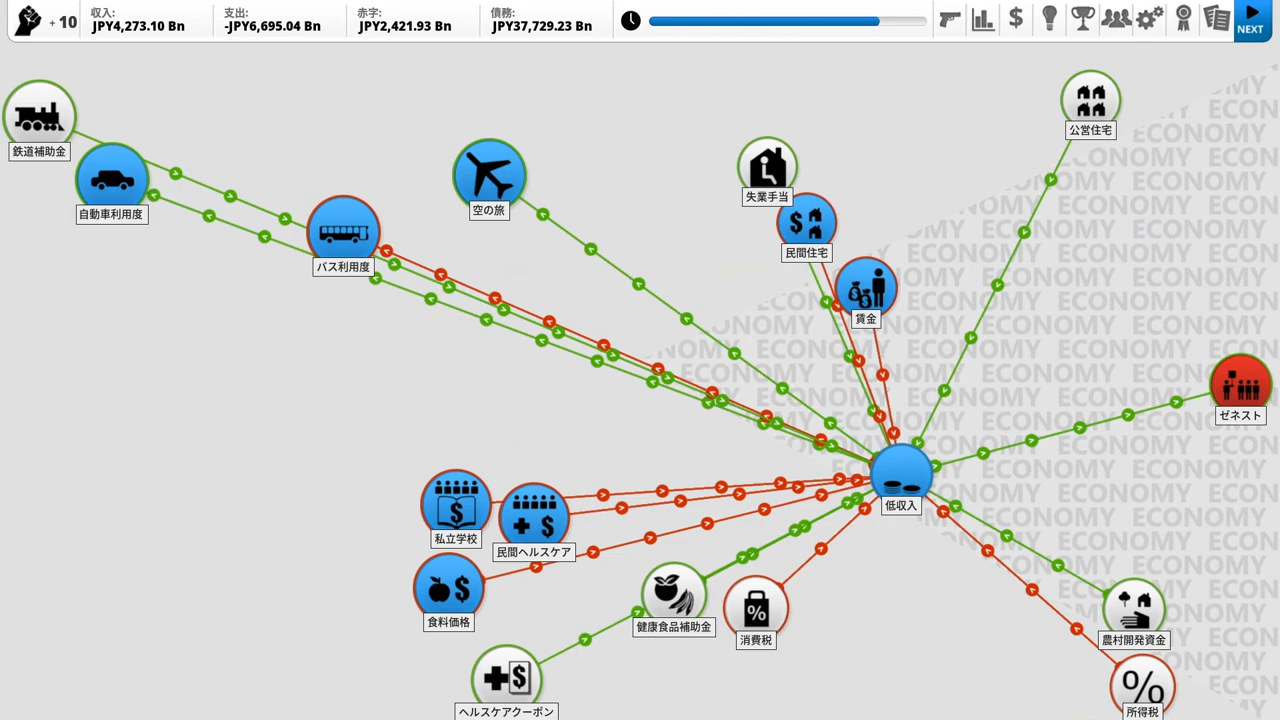 + 10
収入:
JPY4,273.10 Bn
支出:
-JPY6,695.04 Bn
赤字:
JPY2,421.93 Bn
債務:
JPY37,729.23 Bn
NEXT
鉄道補助金
自動車利用度
バス利用度
空の旅
失業手当
民間住宅
賃金
公営住宅
ゼネスト
低収入
私立学校
民間ヘルスケア
食料価格
健康食品補助金
消費税
農村開発資金
所得税
ヘルスケアクーポン
ECONOMY